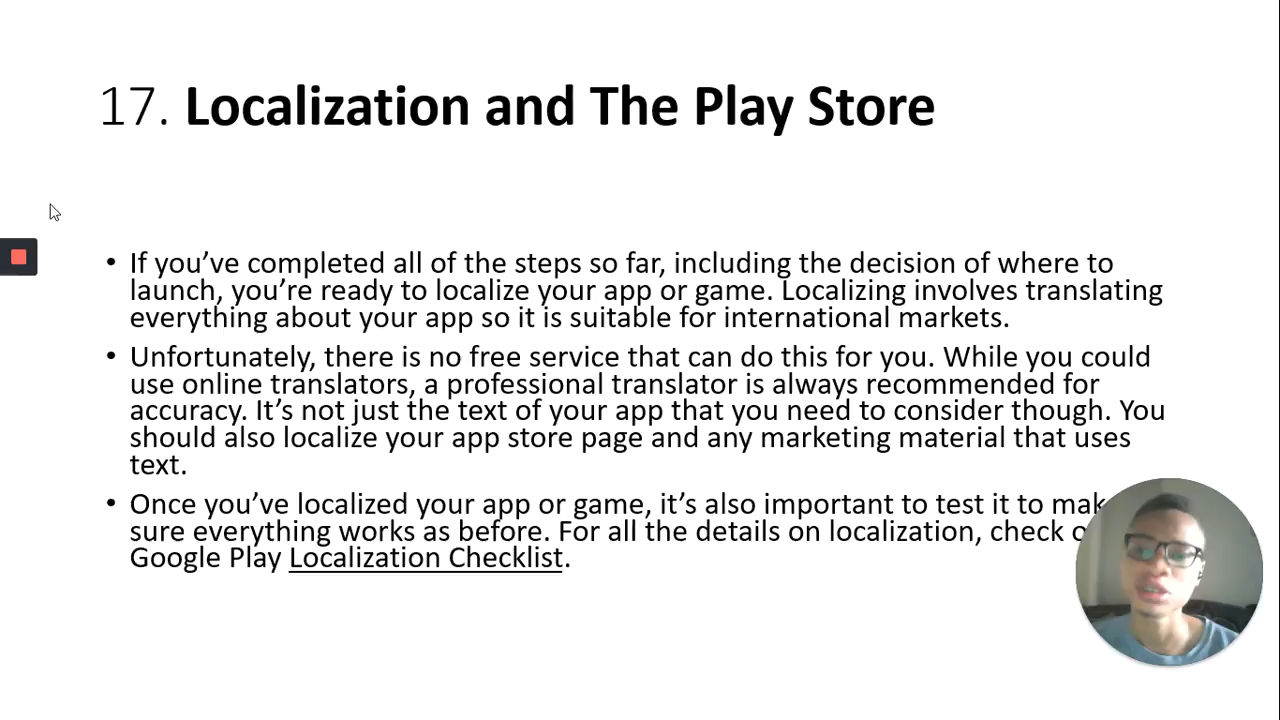 17. Localization and The Play Store
• If you’ve completed all of the steps so far, including the decision of where to
launch, you’re ready to localize your app or game. Localizing involves translating
everything about your app so it is suitable for international markets.
• Unfortunately, there is no free service that can do this for you. While you could
use online translators, a professional translator is always recommended for
accuracy. It’s not just the text of your app that you need to consider though. You
should also localize your app store page and any marketing material that uses
text.
• Once you’ve localized your app or game, it’s also important to test it to
sure everything works as before. For all the details on localization, check
Google Play Localization Checklist.